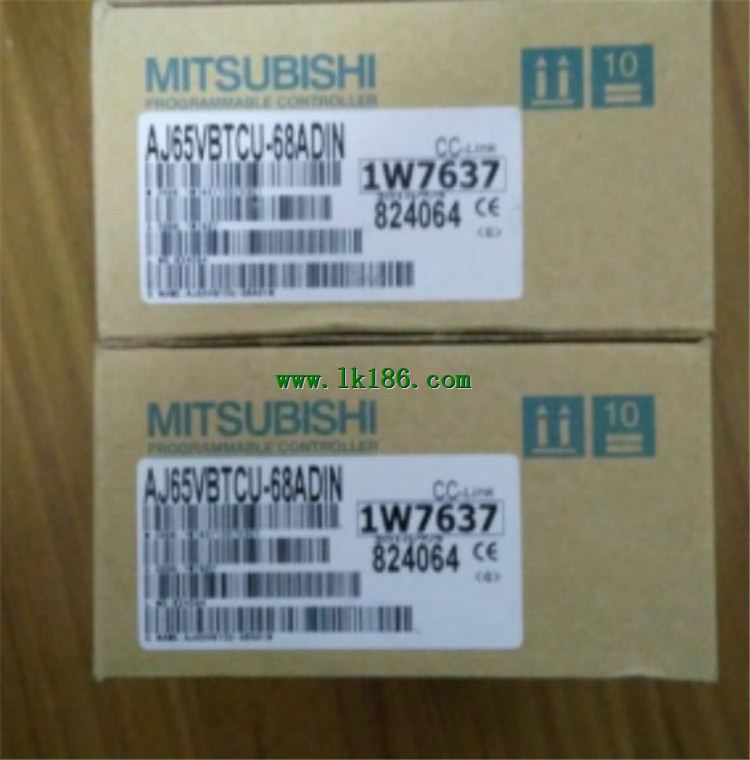 MITSUBISHI
PROGRAMMABLE CONTROLLER
10
AJ65VBTCU-68ADIN
CC-Link
1W7637
824064 CE
www.1k186.com
MITSUBISHI
PROGRAMMABLE CONTROLLER
10
AJ65VBTCU-68ADIN
CC-Link
1W7637
824064 CE